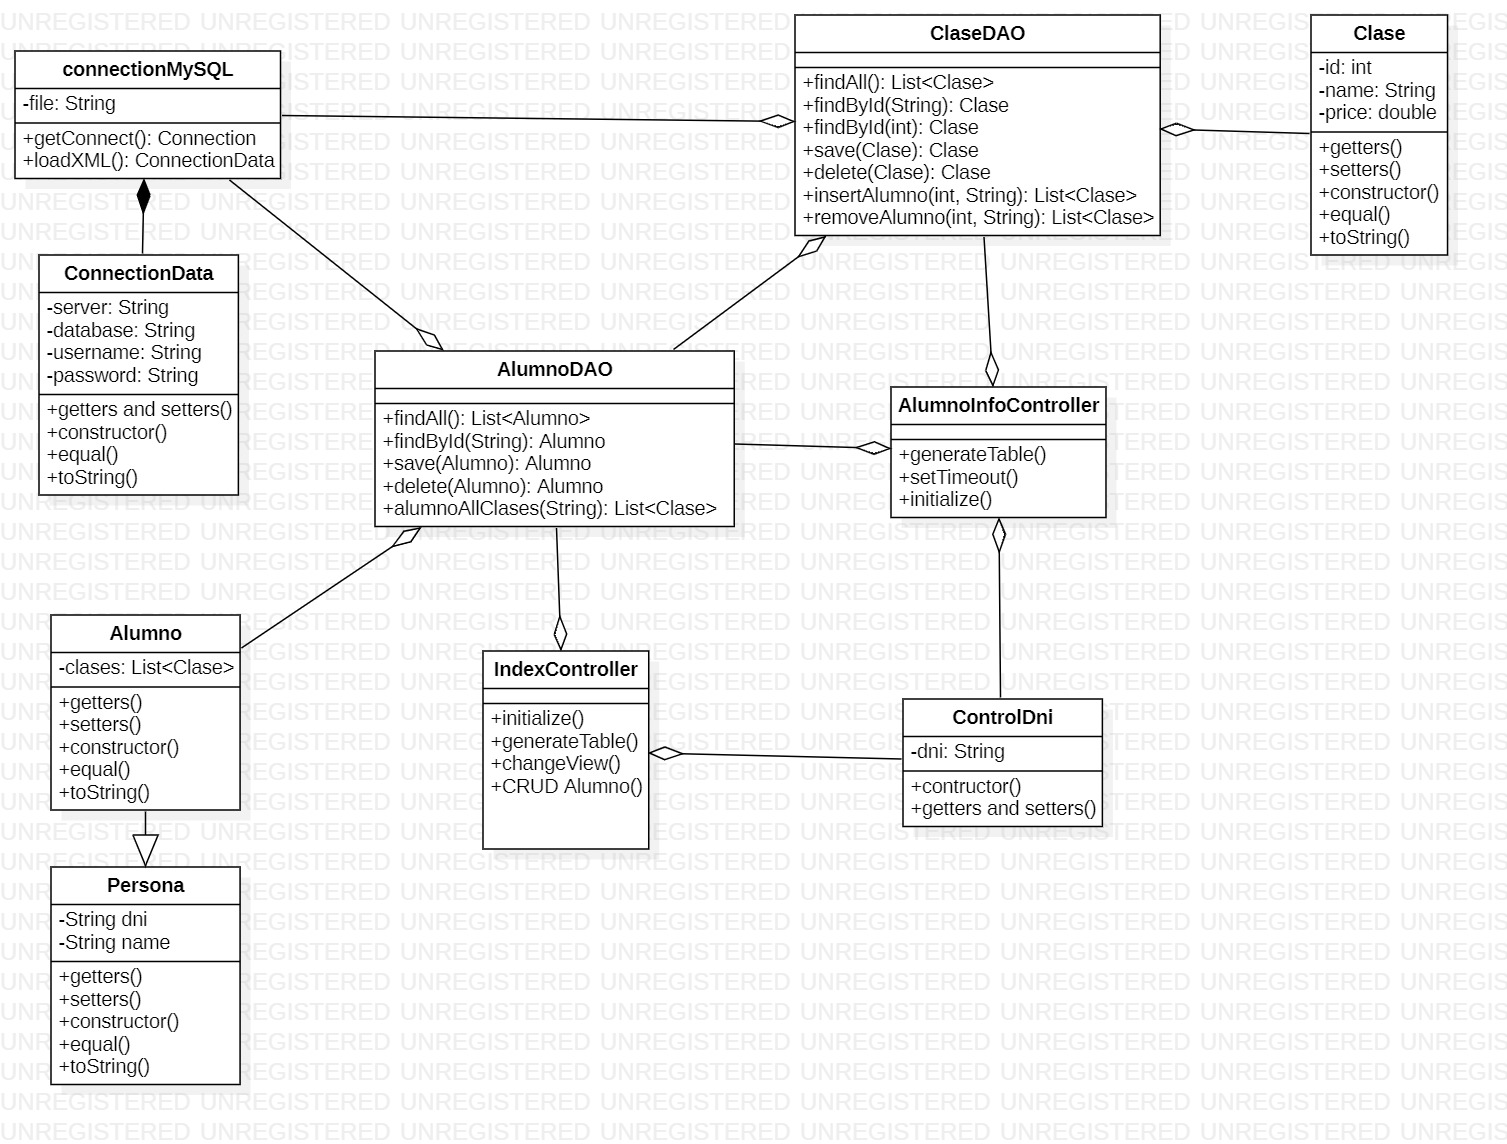 connectionMySQL
-file: String
+getConnect(): Connection
+loadXML(): ConnectionData
ClaseDAO
+findAll(): List<Clase>
+findById(String): Clase
+findById(int): Clase
+save(Clase): Clase
+delete(Clase): Clase
+insertAlumno(int, String): List<Clase>
+removeAlumno(int, String): List<Clase>
Clase
-id: int
-name: String
-price: double
+getters()
+setters()
+constructor()
+equal()
+toString()
ConnectionData
-server: String
-database: String
-username: String
-password: String
+getters and setters()
+constructor()
+equal()
+toString()
AlumnoDAO
+findAll(): List<Alumno>
+findById(String): Alumno
+save(Alumno): Alumno
+delete(Alumno): Alumno
+alumnoAllClases(String): List<Clase>
AlumnoInfoController
+generateTable()
+setTimeout()
+initialize()
Alumno
-clases: List<Clase>
+getters()
+setters()
+constructor()
+equal()
+toString()
IndexController
+initialize()
+generateTable()
+changeView()
+CRUD Alumno()
ControlDni
-dni: String
+contructor()
+getters and setters()
Persona
-String dni
-String name
+getters()
+setters()
+constructor()
+equal()
+toString()
UNREGISTERED